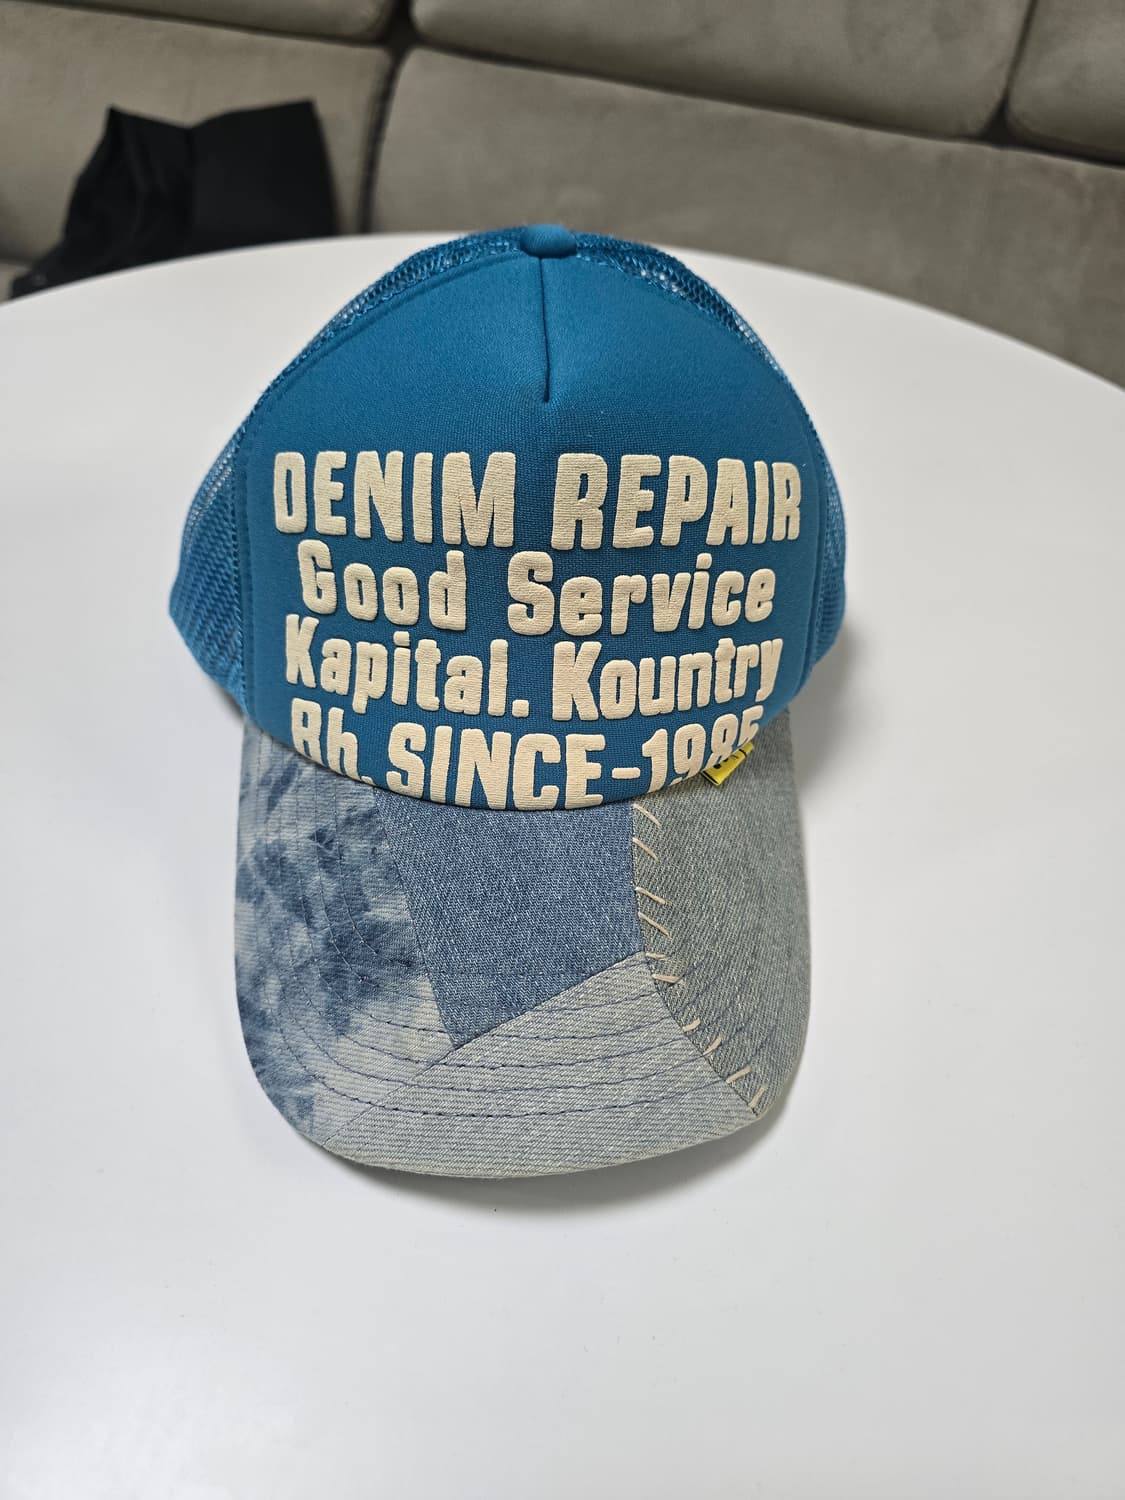 DENIM REPAIR
Good Service
Kapital. Kountry
Rh. SINCE-1985